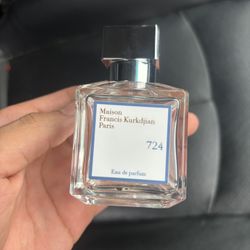 Maison
Francis Kurkdjian
Paris
724
Eau de parfum